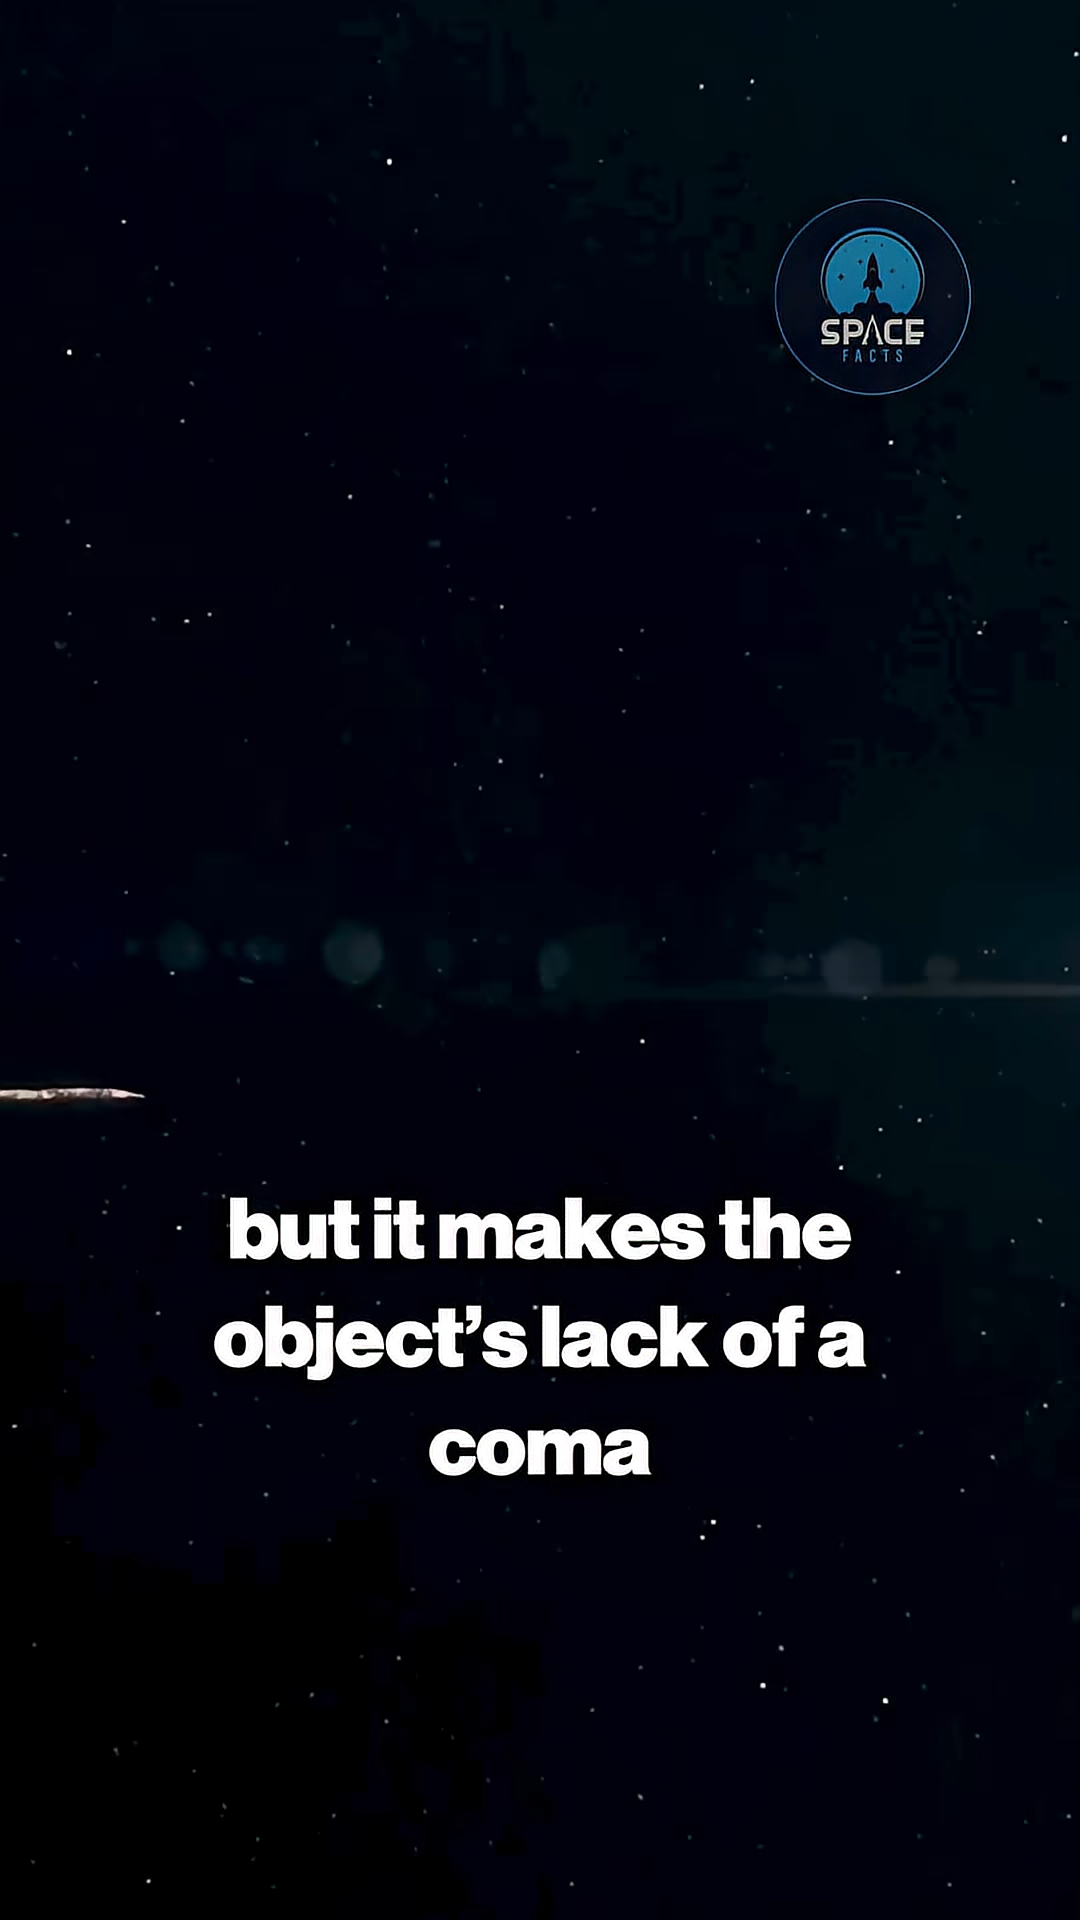 SPACE
FACTS
but it makes the
object’s lack of a
coma